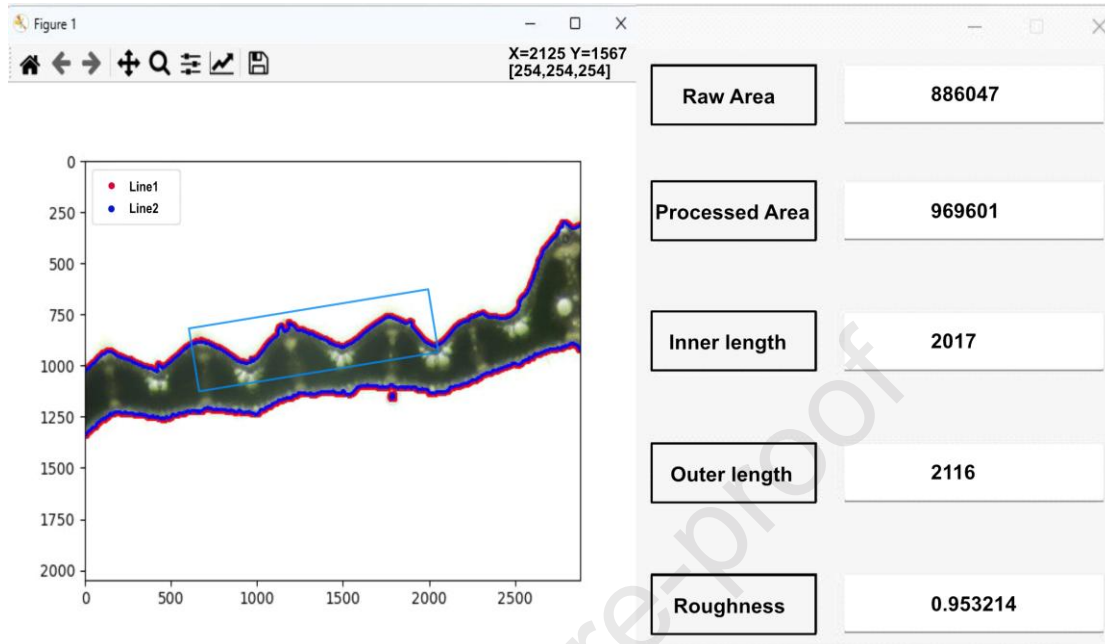 Figure 1
X=2125 Y=1567
[254,254,254]
0
250
500
750
1000
1250
1500
1750
2000
0
500
1000
1500
2000
2500
Line1
Line2
Raw Area
886047
Processed Area
969601
Inner length
2017
Outer length
2116
Roughness
0.953214
re-proof